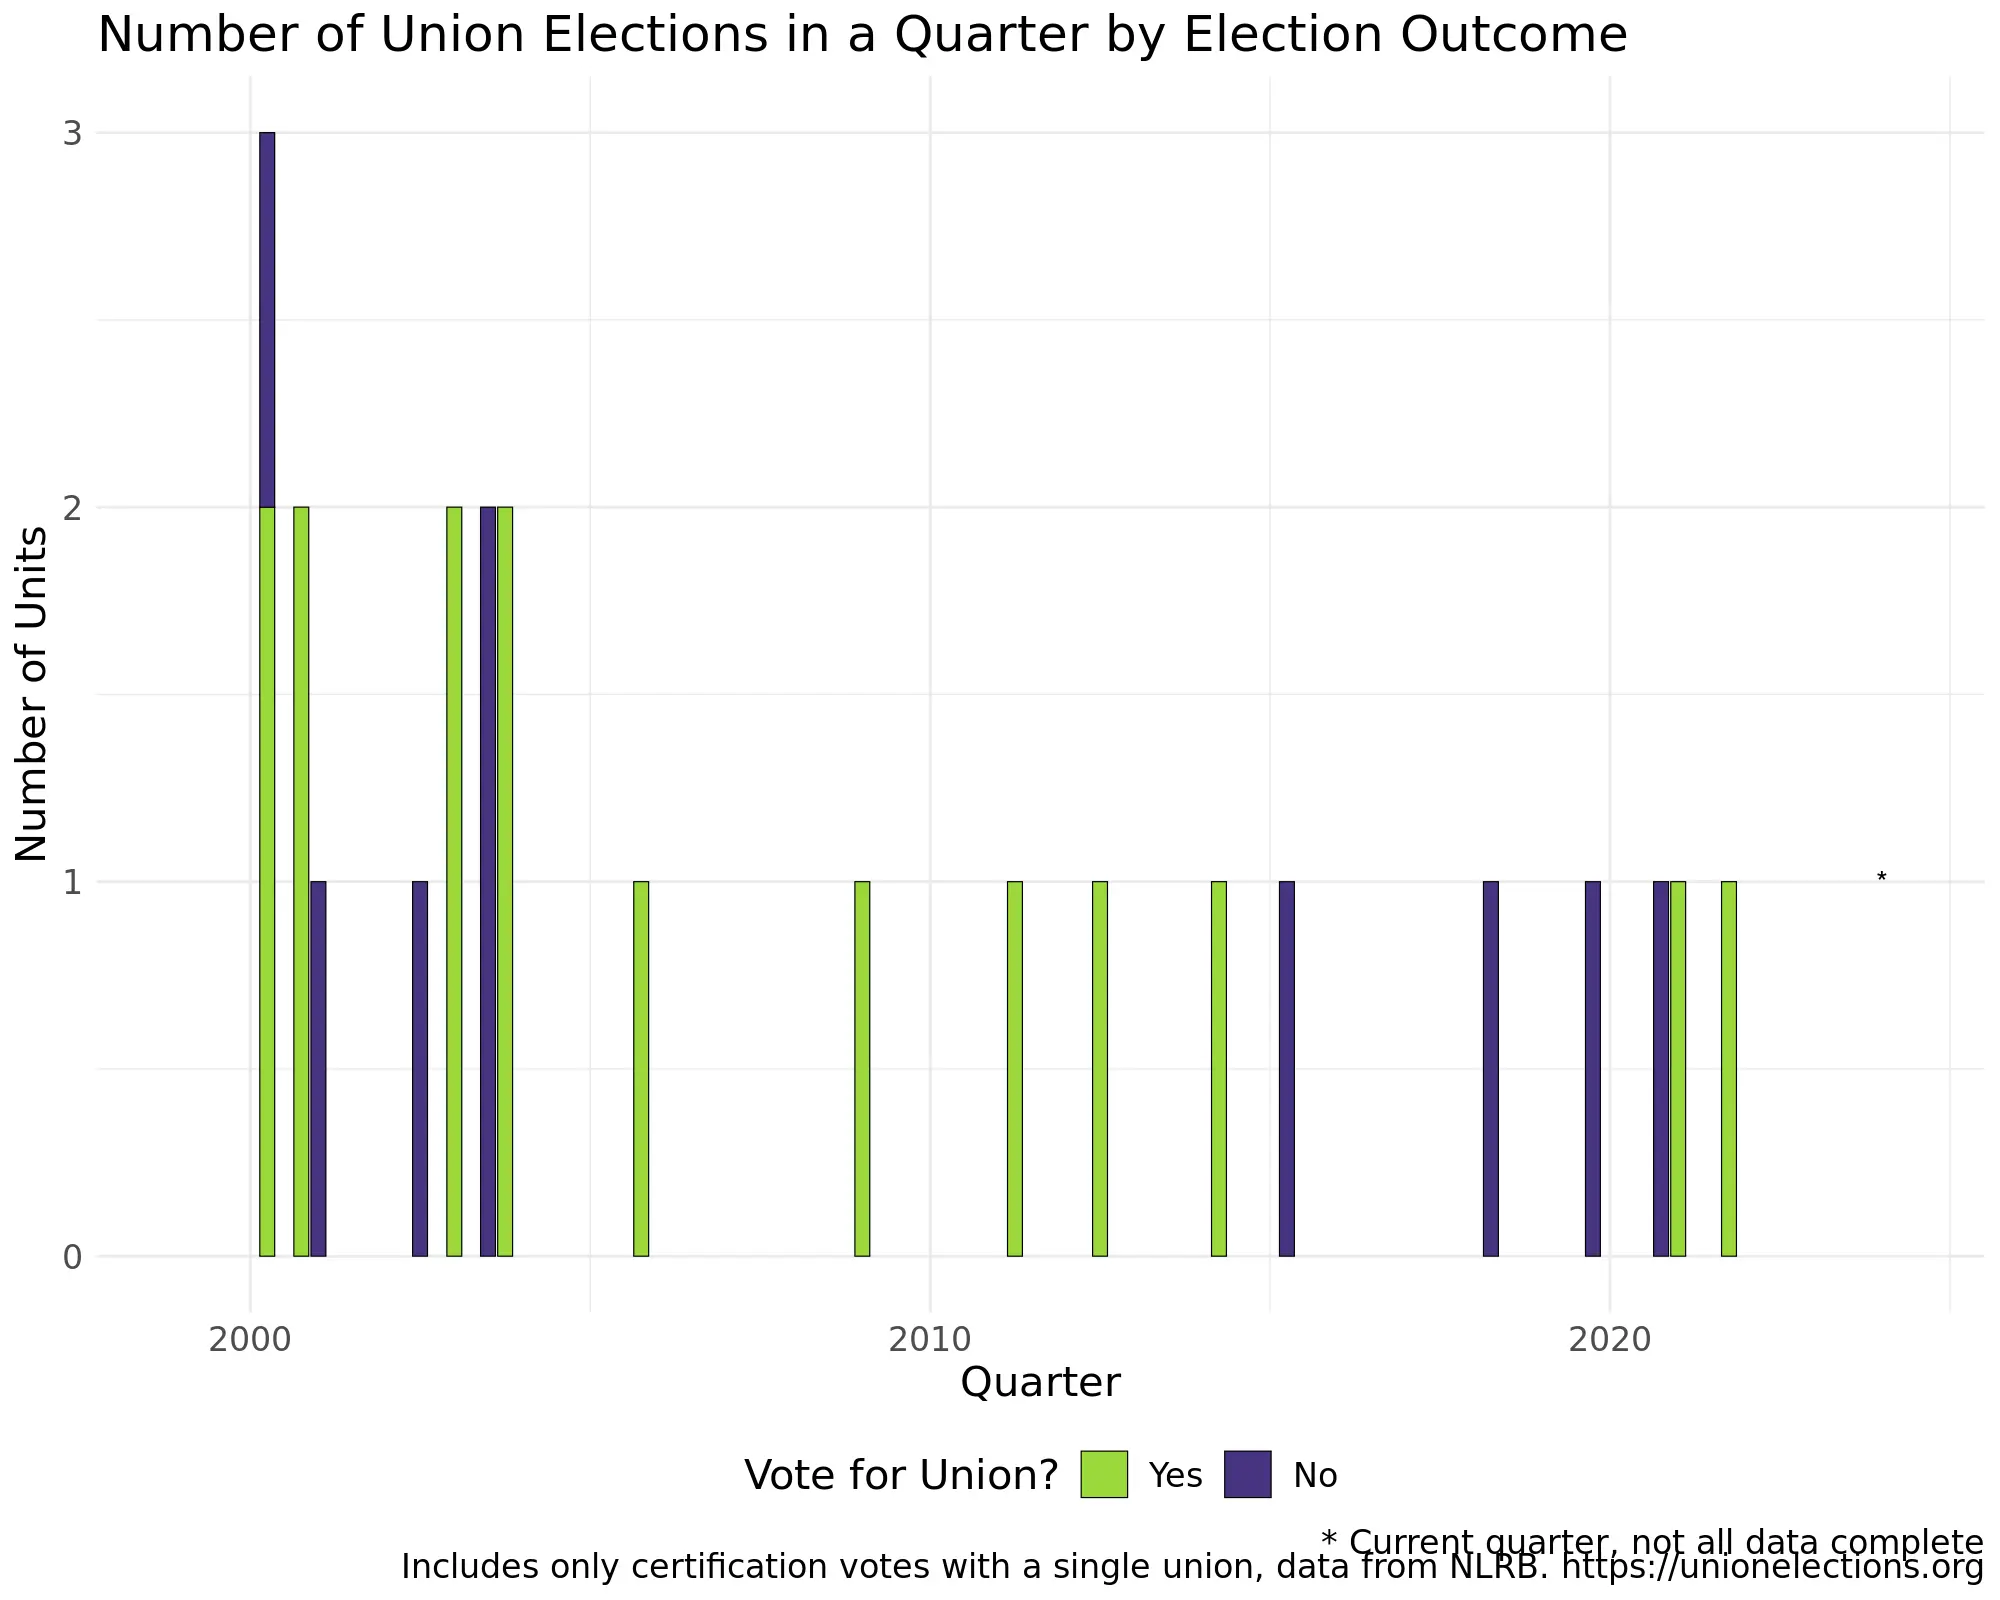 Number of Union Elections in a Quarter by Election Outcome
Number of Units
3
2
1
0
*
2000 2010 2020
Quarter
Vote for Union? Yes No
* Current quarter, not all data complete
Includes only certification votes with a single union, data from NLRB. https://unionelections.org